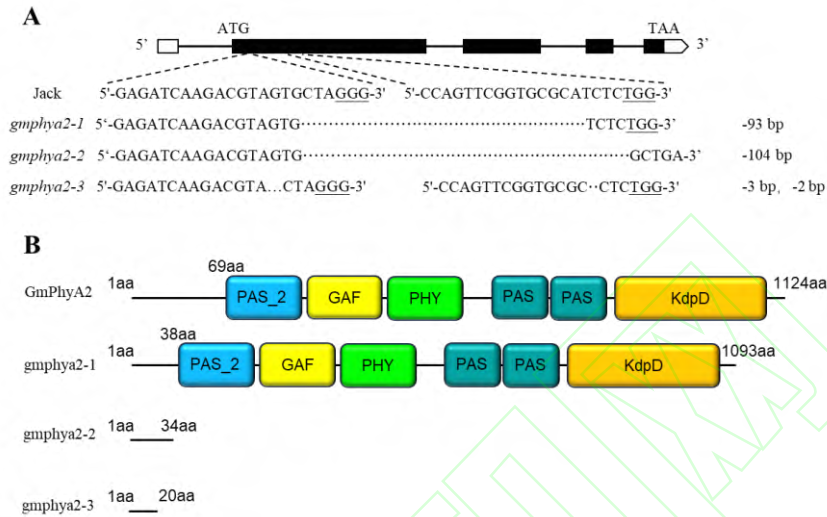 A
ATG TAA
5' 3'
Jack 5'-GAGATCAAGACGTAGTGCTAGGG-3' 5'-CCAGTTCGGTGCGCATCTCTGG-3'
gmphya2-1 5'-GAGATCAAGACGTAGTG⋯⋯⋯⋯⋯⋯⋯⋯⋯⋯⋯⋯⋯⋯⋯⋯TCTCTGG-3' -93 bp
gmphya2-2 5'-GAGATCAAGACGTAGTG⋯⋯⋯⋯⋯⋯⋯⋯⋯⋯⋯⋯⋯⋯⋯⋯⋯⋯GCTGA-3' -104 bp
gmphya2-3 5'-GAGATCAAGACGTA…CTAGGG-3' 5'-CCAGTTCGGTGCGC··CTCTGG-3' -3 bp, -2 bp
B
GmPhyA2 1aa 69aa PAS_2 GAF PHY PAS PAS KdpD 1124aa
gmphya2-1 1aa 38aa PAS_2 GAF PHY PAS PAS KdpD 1093aa
gmphya2-2 1aa 34aa
gmphya2-3 1aa 20aa